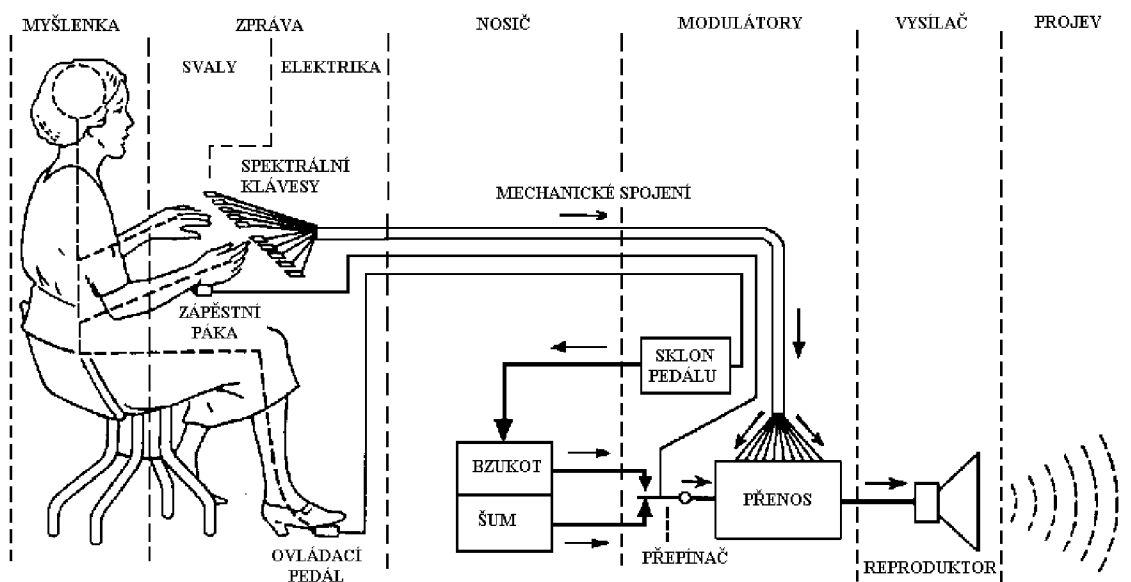 MYŠLENKA
ZPRÁVA
NOSIČ
MODULÁTORY
VYSÍLAČ
PROJEV
SVALY
ELEKTRIKA
SPEKTRÁLNÍ
KLÁVESY
MECHANICKÉ SPOJENÍ
ZÁPĚSTNÍ
PÁKA
SKLON
PEDÁLU
BZUKOT
ŠUM
PŘENOS
PŘEPÍNAČ
OVLÁDACÍ
PEDÁL
REPRODUKTOR